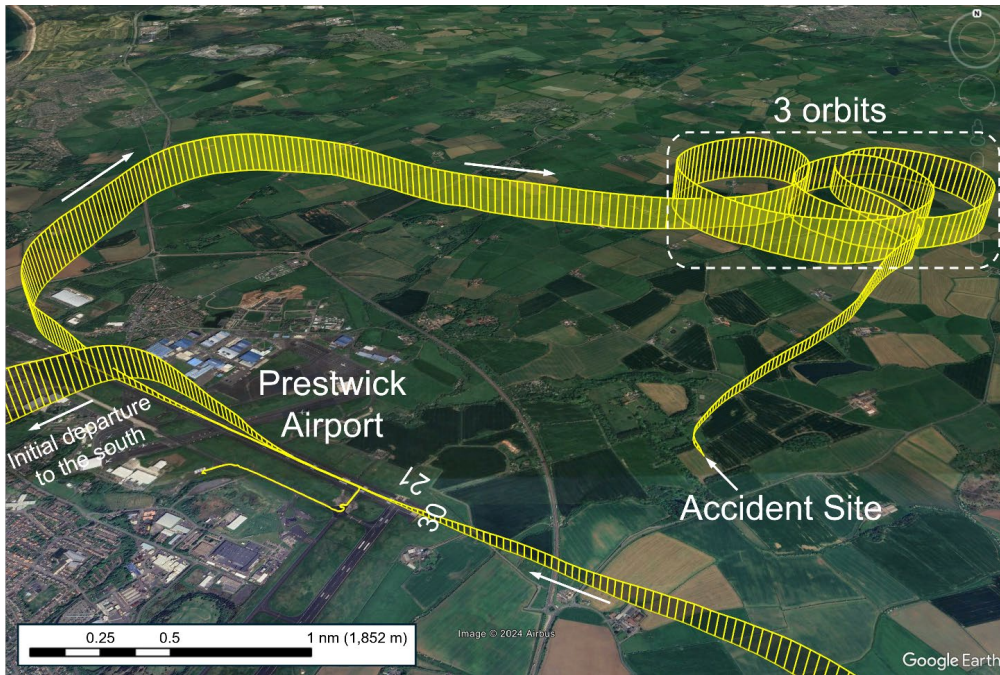 N
3 orbits
Prestwick
Airport
Initial departure
to the south
21
30
Accident Site
0.25 0.5 1 nm (1,852 m)
Image © 2024 Airbus
Google Earth